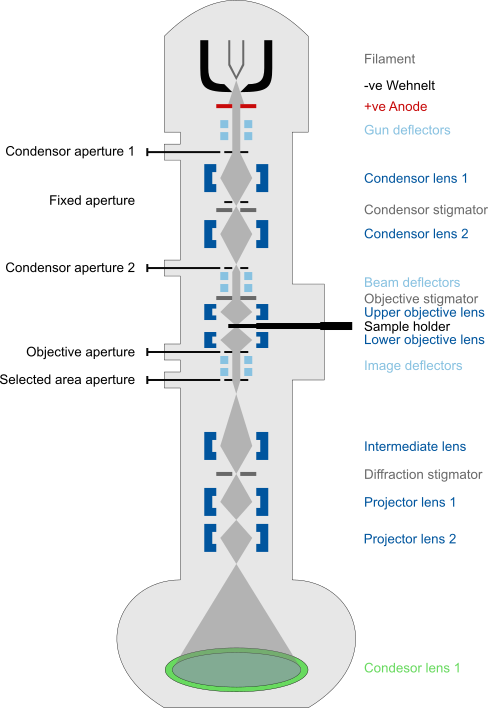 Filament
-ve Wehnelt
+ve Anode
Gun deflectors
Condensor aperture 1
Condensor lens 1
Fixed aperture
Condensor stigmator
Condensor lens 2
Condensor aperture 2
Beam deflectors
Objective stigmator
Upper objective lens
Sample holder
Lower objective lens
Objective aperture
Image deflectors
Selected area aperture
Intermediate lens
Diffraction stigmator
Projector lens 1
Projector lens 2
Condesor lens 1